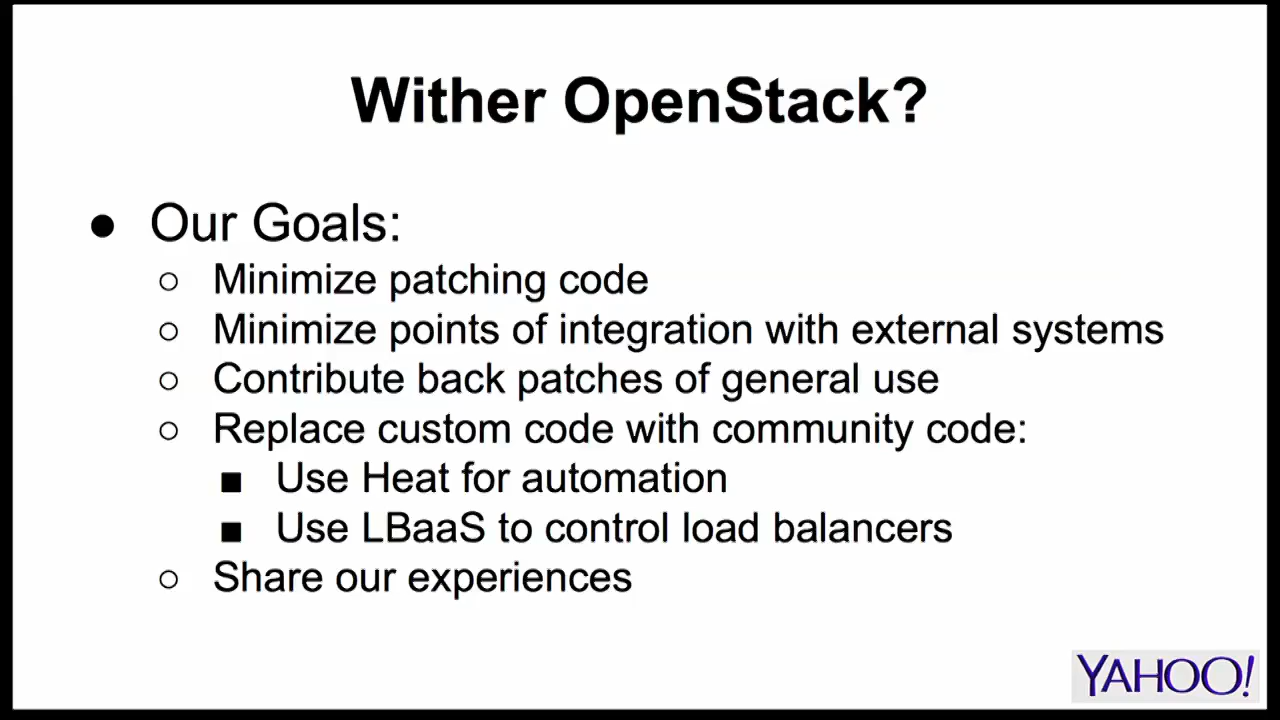 Wither OpenStack?
● Our Goals:
○ Minimize patching code
○ Minimize points of integration with external systems
○ Contribute back patches of general use
○ Replace custom code with community code:
■ Use Heat for automation
■ Use LBaaS to control load balancers
○ Share our experiences
YAHOO!